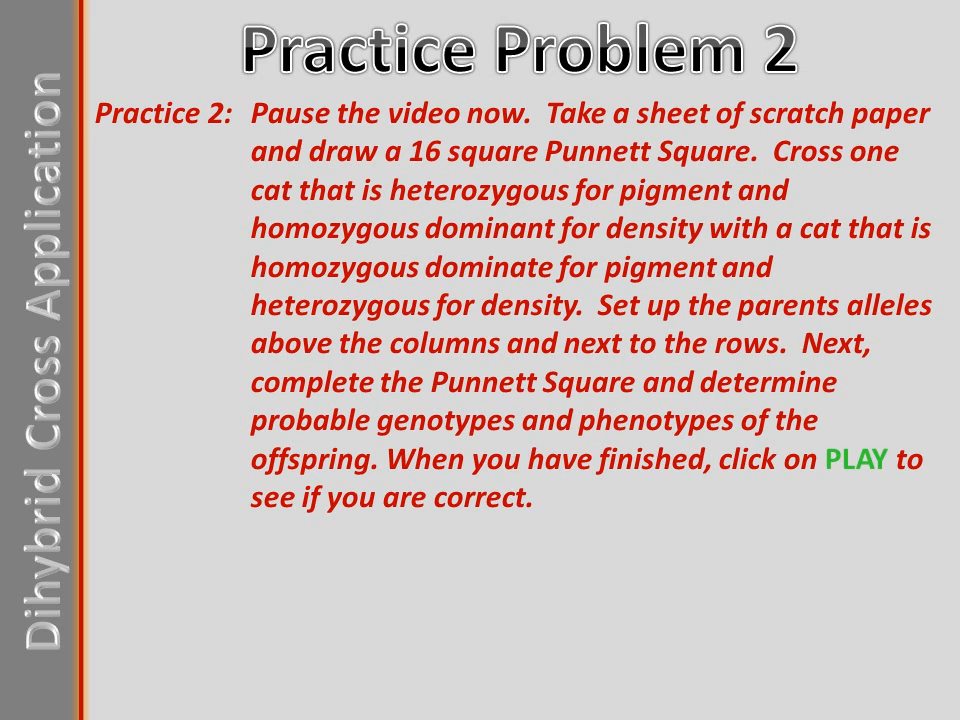 Practice Problem 2
Dihybrid Cross Application
Practice 2: Pause the video now. Take a sheet of scratch paper
and draw a 16 square Punnett Square. Cross one
cat that is heterozygous for pigment and
homozygous dominant for density with a cat that is
homozygous dominate for pigment and
heterozygous for density. Set up the parents alleles
above the columns and next to the rows. Next,
complete the Punnett Square and determine
probable genotypes and phenotypes of the
offspring. When you have finished, click on PLAY to
see if you are correct.